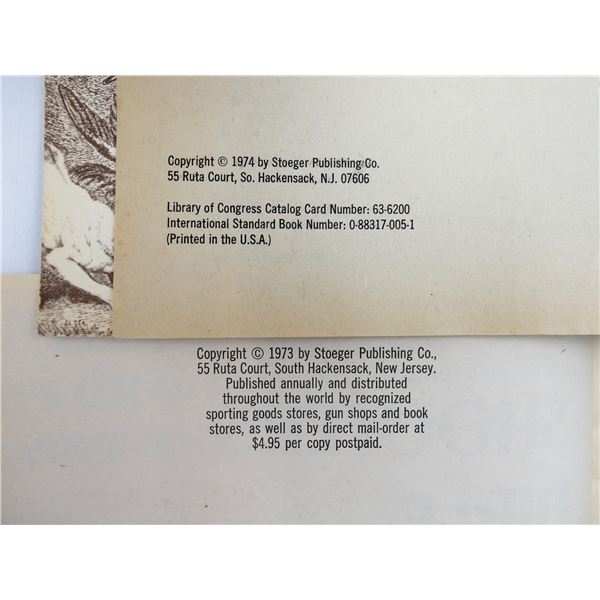 Copyright © 1974 by Stoeger Publishing Co.
55 Ruta Court, So. Hackensack, N.J. 07606
Library of Congress Catalog Card Number: 63-6200
International Standard Book Number: 0-88317-005-1
(Printed in the U.S.A.)
Copyright © 1973 by Stoeger Publishing Co.,
55 Ruta Court, South Hackensack, New Jersey.
Published annually and distributed
throughout the world by recognized
sporting goods stores, gun shops and book
stores, as well as by direct mail-order at
$4.95 per copy postpaid.